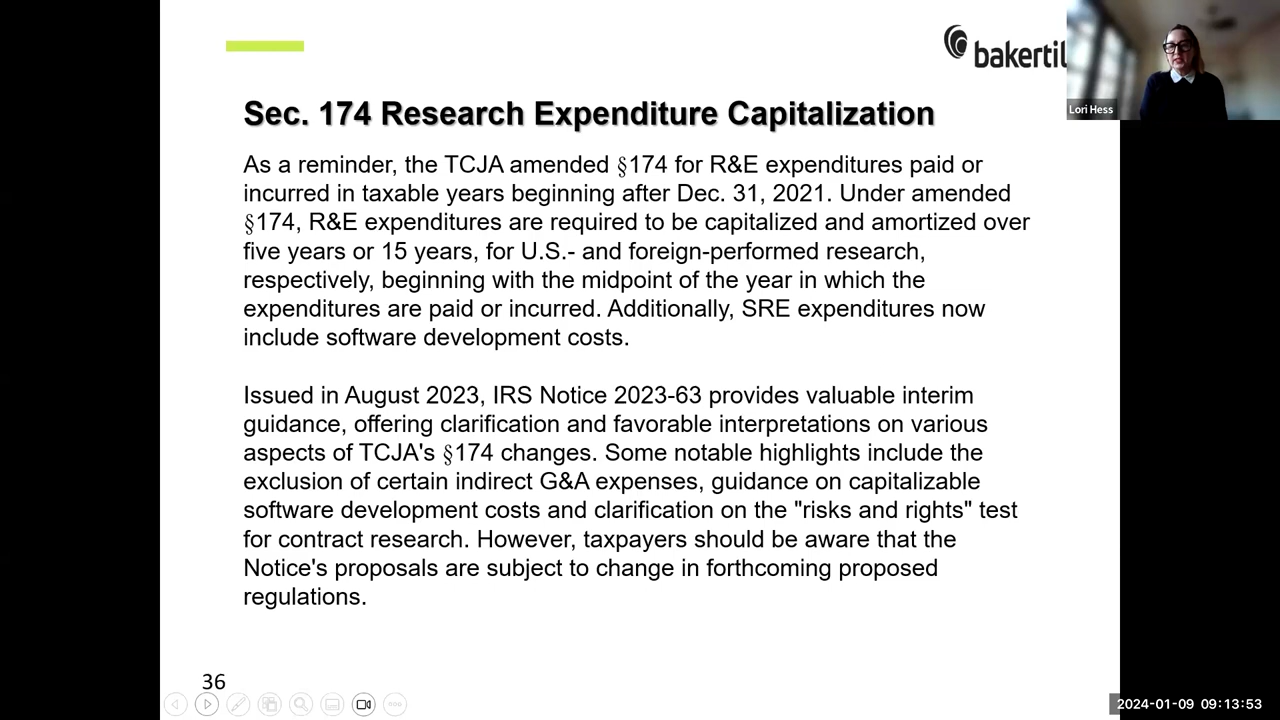 bakertil
Lori Hess
Sec. 174 Research Expenditure Capitalization
As a reminder, the TCJA amended §174 for R&E expenditures paid or
incurred in taxable years beginning after Dec. 31, 2021. Under amended
§174, R&E expenditures are required to be capitalized and amortized over
five years or 15 years, for U.S.- and foreign-performed research,
respectively, beginning with the midpoint of the year in which the
expenditures are paid or incurred. Additionally, SRE expenditures now
include software development costs.
Issued in August 2023, IRS Notice 2023-63 provides valuable interim
guidance, offering clarification and favorable interpretations on various
aspects of TCJA's §174 changes. Some notable highlights include the
exclusion of certain indirect G&A expenses, guidance on capitalizable
software development costs and clarification on the "risks and rights" test
for contract research. However, taxpayers should be aware that the
Notice's proposals are subject to change in forthcoming proposed
regulations.
36
2024-01-09 09:13:53